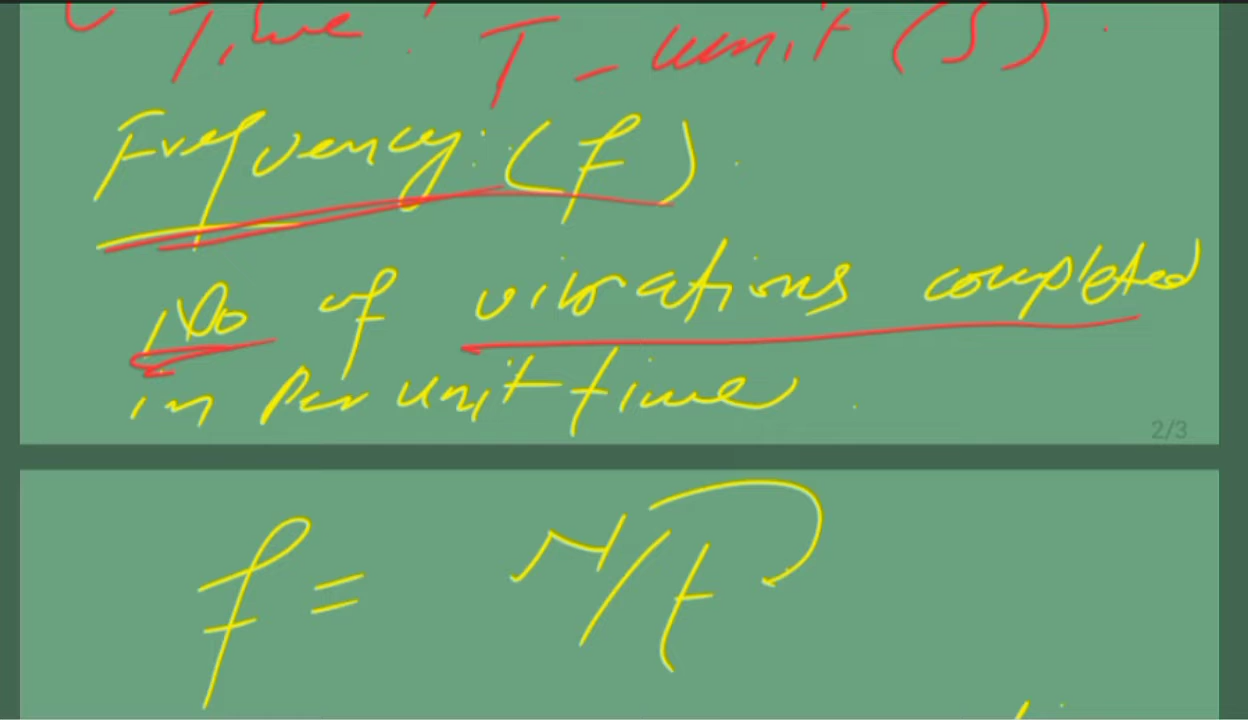 Time: T - unit (S).
Frequency: (f).
No of vibrations completed
in per unit time.
2/3
f = N/t